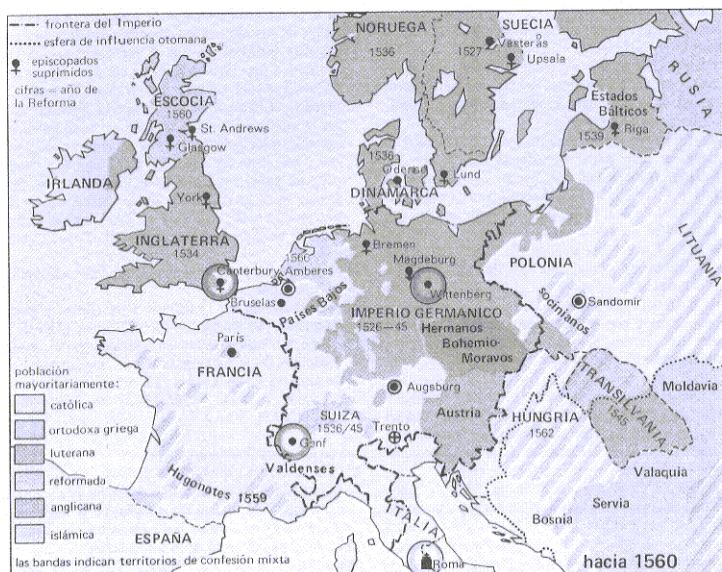 frontera del Imperio
esfera de influencia otomana
episcopados
suprimidos
cifras = año de
la Reforma
NORUEGA
1536
SUECIA
1527
Västerås
Upsala
RUSIA
ESCOCIA
1560
St. Andrews
Glasgow
Estados
Bálticos
1539
Riga
IRLANDA
York
1536
Odense
DINAMARCA
Lund
LITUANIA
INGLATERRA
1534
Canterbury
1566
Amberes
Bruselas
Países Bajos
Bremen
Magdeburg
Wittenberg
POLONIA
IMPERIO GERMANICO
1526—45
Hermanos
Bohemio-
Moravos
socinianos
Sandomir
París
FRANCIA
Augsburg
población
mayoritariamente:
católica
ortodoxa griega
luterana
reformada
anglicana
islámica
SUIZA
1536/45
Genf
Trento
Austria
HÚNGRIA
1562
TRANSILVANIA
1545
Moldavia
Valaquia
Valdenses
Hugonotes 1559
ESPAÑA
ITALIA
Roma
Bosnia
Servia
las bandas indican territorios de confesión mixta
hacia 1560